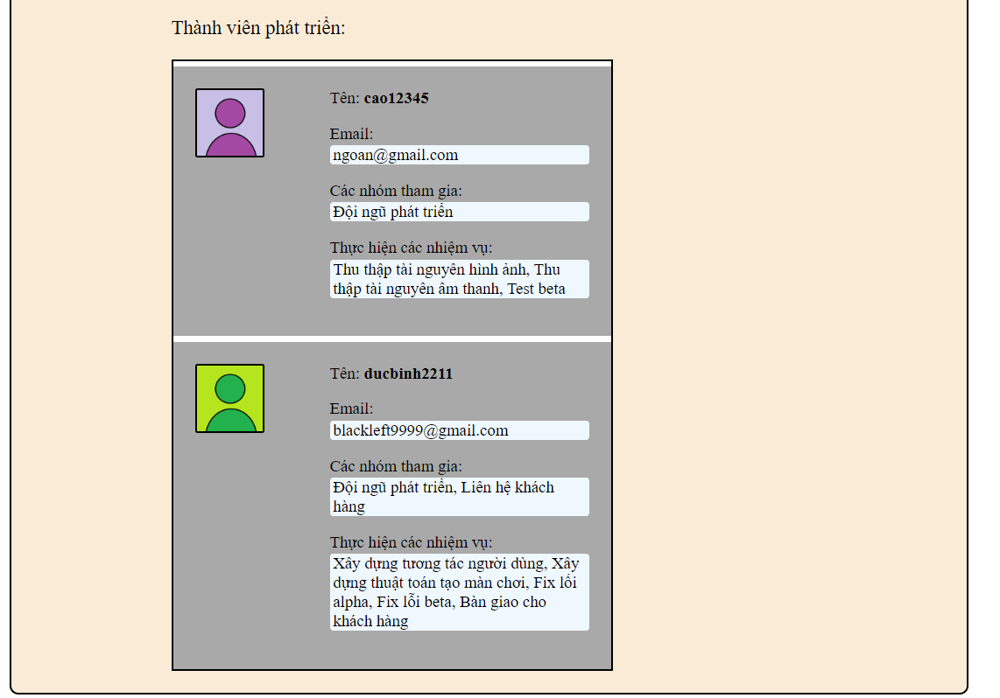 Thành viên phát triển:
Tên: cao12345
Email:
ngoan@gmail.com
Các nhóm tham gia:
Đội ngũ phát triển
Thực hiện các nhiệm vụ:
Thu thập tài nguyên hình ảnh, Thu
thập tài nguyên âm thanh, Test beta
Tên: ducbinh2211
Email:
blackleft9999@gmail.com
Các nhóm tham gia:
Đội ngũ phát triển, Liên hệ khách
hàng
Thực hiện các nhiệm vụ:
Xây dựng tương tác người dùng, Xây
dựng thuật toán tạo màn chơi, Fix lối
alpha, Fix lỗi beta, Bàn giao cho
khách hàng